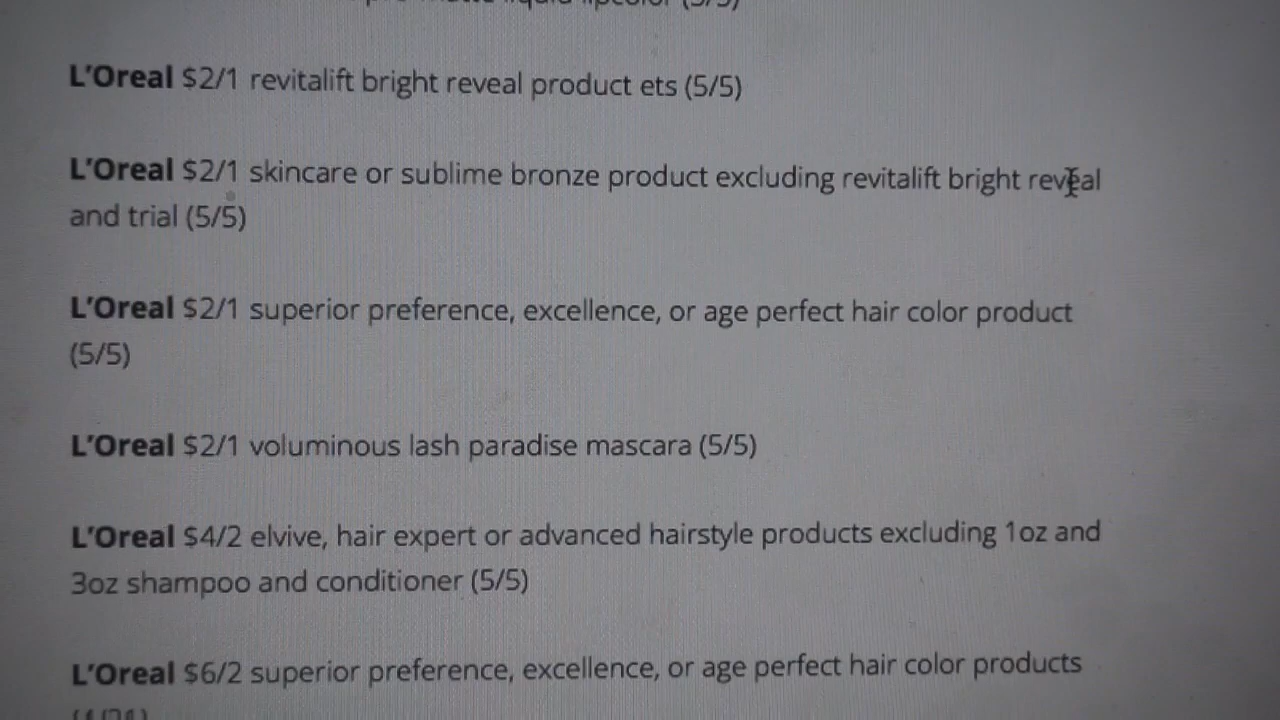 liquid lipcolor (5/5)
L'Oreal $2/1 revitalift bright reveal product ets (5/5)
L'Oreal $2/1 skincare or sublime bronze product excluding revitalift bright reveal
and trial (5/5)
L'Oreal $2/1 superior preference, excellence, or age perfect hair color product
(5/5)
L'Oreal $2/1 voluminous lash paradise mascara (5/5)
L'Oreal $4/2 elvive, hair expert or advanced hairstyle products excluding 1oz and
3oz shampoo and conditioner (5/5)
L'Oreal $6/2 superior preference, excellence, or age perfect hair color products